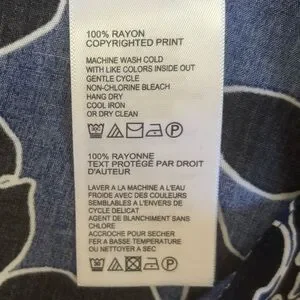 100% RAYON
COPYRIGHTED PRINT
MACHINE WASH COLD
WITH LIKE COLORS INSIDE OUT
GENTLE CYCLE
NON-CHLORINE BLEACH
HANG DRY
COOL IRON
OR DRY CLEAN
100% RAYONNE
TEXT PROTÉGÉ PAR DROIT
D'AUTEUR
LAVER A LA MACHINE A L'EAU
FROIDE AVEC DES COULEURS
SEMBLABLES A L'ENVERS DE
CYCLE DELICAT
AGENT DE BLANCHIMENT SANS
CHLORE
ACCROCHE POUR SECHER
FER A BASSE TEMPERATURE
OU NETTOYER A SEC